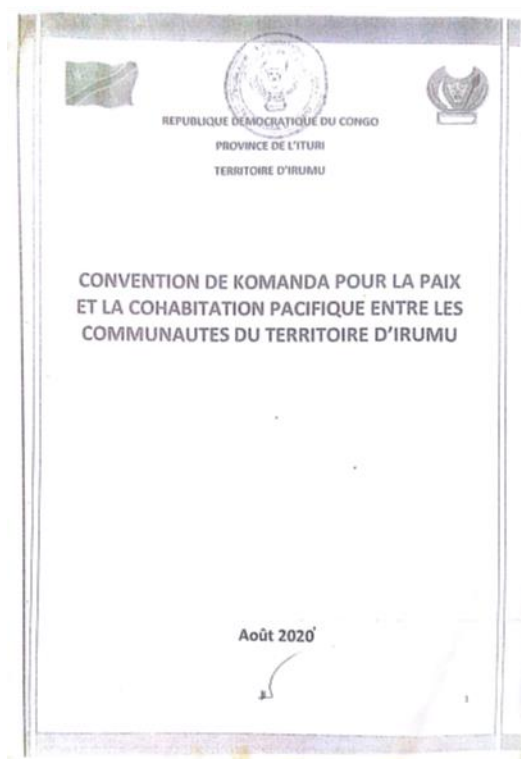 REPUBLIQUE DEMOCRATIQUE DU CONGO
PROVINCE DE L'ITURI
TERRITOIRE D'IRUMU
CONVENTION DE KOMANDA POUR LA PAIX
ET LA COHABITATION PACIFIQUE ENTRE LES
COMMUNAUTES DU TERRITOIRE D'IRUMU
Août 2020
1